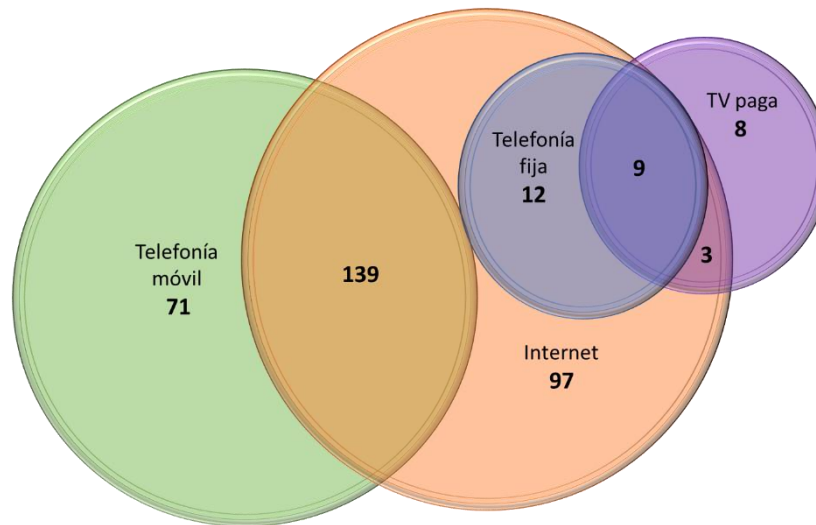 TV paga
8
Telefonía
fija
12
9
Telefonía
móvil
71
139
3
Internet
97